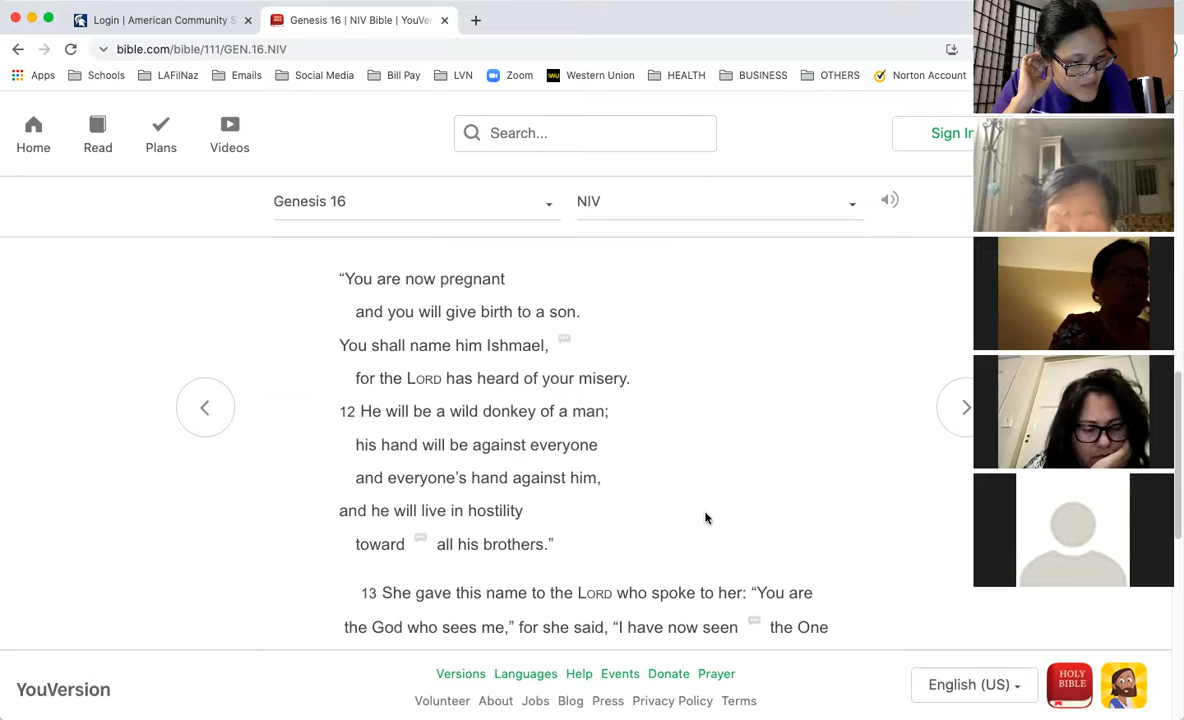 Login | American Community S
Genesis 16 | NIV Bible | YouVe
bible.com/bible/111/GEN.16.NIV
Apps Schools LAFilNaz Emails Social Media Bill Pay LVN Zoom WU Western Union HEALTH BUSINESS OTHERS Norton Account
Home Read Plans Videos
Search...
Sign In
Genesis 16 NIV
“You are now pregnant
and you will give birth to a son.
You shall name him Ishmael,
for the LORD has heard of your misery.
12 He will be a wild donkey of a man;
his hand will be against everyone
and everyone’s hand against him,
and he will live in hostility
toward all his brothers.”
13 She gave this name to the LORD who spoke to her: “You are
the God who sees me,” for she said, “I have now seen the One
YouVersion
Versions Languages Help Events Donate Prayer
Volunteer About Jobs Blog Press Privacy Policy Terms
English (US)
HOLY
BIBLE